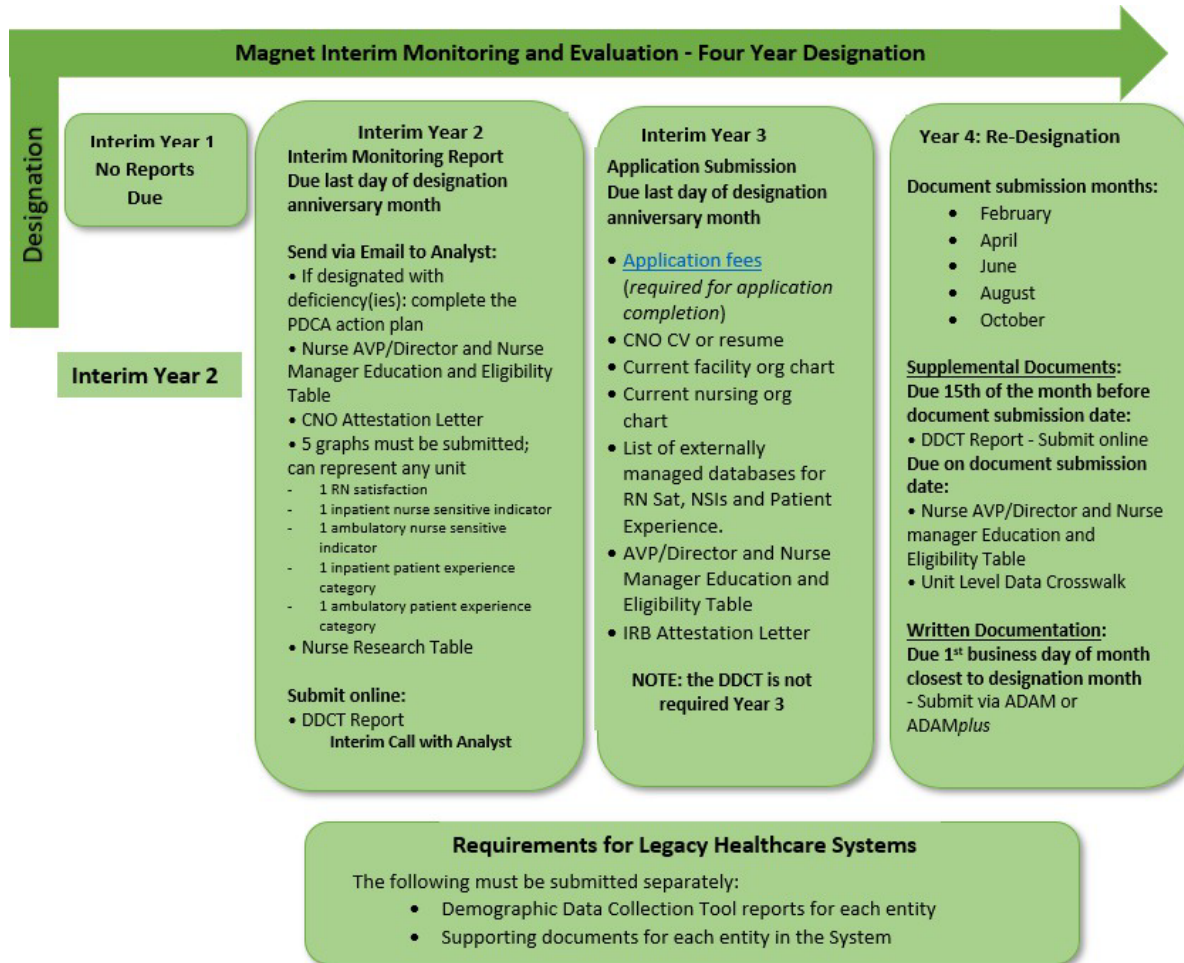 Magnet Interim Monitoring and Evaluation - Four Year Designation
Designation
Interim Year 1
No Reports
Due
Interim Year 2
Interim Year 2
Interim Monitoring Report
Due last day of designation
anniversary month
Send via Email to Analyst:
• If designated with
deficiency(ies): complete the
PDCA action plan
• Nurse AVP/Director and Nurse
Manager Education and Eligibility
Table
• CNO Attestation Letter
• 5 graphs must be submitted;
can represent any unit
- 1 RN satisfaction
- 1 inpatient nurse sensitive indicator
- 1 ambulatory nurse sensitive
indicator
- 1 inpatient patient experience
category
- 1 ambulatory patient experience
category
• Nurse Research Table
Submit online:
• DDCT Report
Interim Call with Analyst
Interim Year 3
Application Submission
Due last day of designation
anniversary month
• Application fees
(required for application
completion)
• CNO CV or resume
• Current facility org chart
• Current nursing org
chart
• List of externally
managed databases for
RN Sat, NSIs and Patient
Experience.
• AVP/Director and Nurse
Manager Education and
Eligibility Table
• IRB Attestation Letter
NOTE: the DDCT is not
required Year 3
Year 4: Re-Designation
Document submission months:
• February
• April
• June
• August
• October
Supplemental Documents:
Due 15th of the month before
document submission date:
• DDCT Report - Submit online
Due on document submission
date:
• Nurse AVP/Director and Nurse
manager Education and
Eligibility Table
• Unit Level Data Crosswalk
Written Documentation:
Due 1st business day of month
closest to designation month
- Submit via ADAM or
ADAMplus
Requirements for Legacy Healthcare Systems
The following must be submitted separately:
• Demographic Data Collection Tool reports for each entity
• Supporting documents for each entity in the System